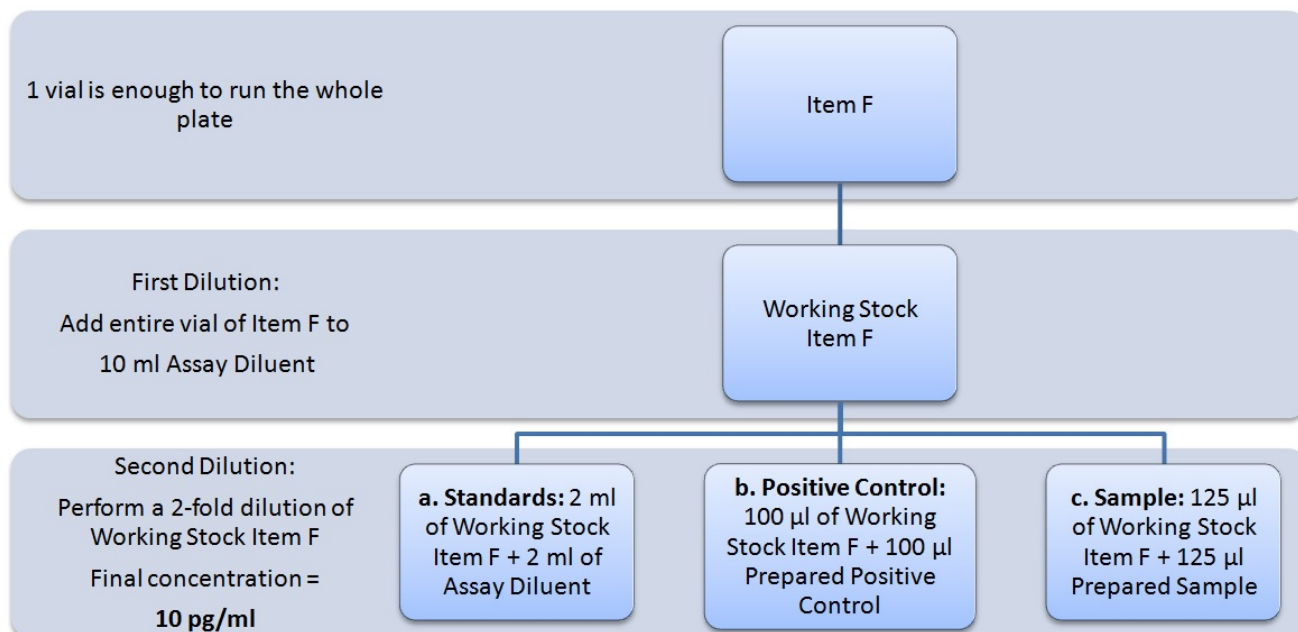 1 vial is enough to run the whole
plate
Item F
First Dilution:
Add entire vial of Item F to
10 ml Assay Diluent
Working Stock
Item F
Second Dilution:
Perform a 2-fold dilution of
Working Stock Item F
Final concentration =
10 pg/ml
a. Standards: 2 ml
of Working Stock
Item F + 2 ml of
Assay Diluent
b. Positive Control:
100 µl of Working
Stock Item F + 100 µl
Prepared Positive
Control
c. Sample: 125 µl
of Working Stock
Item F + 125 µl
Prepared Sample